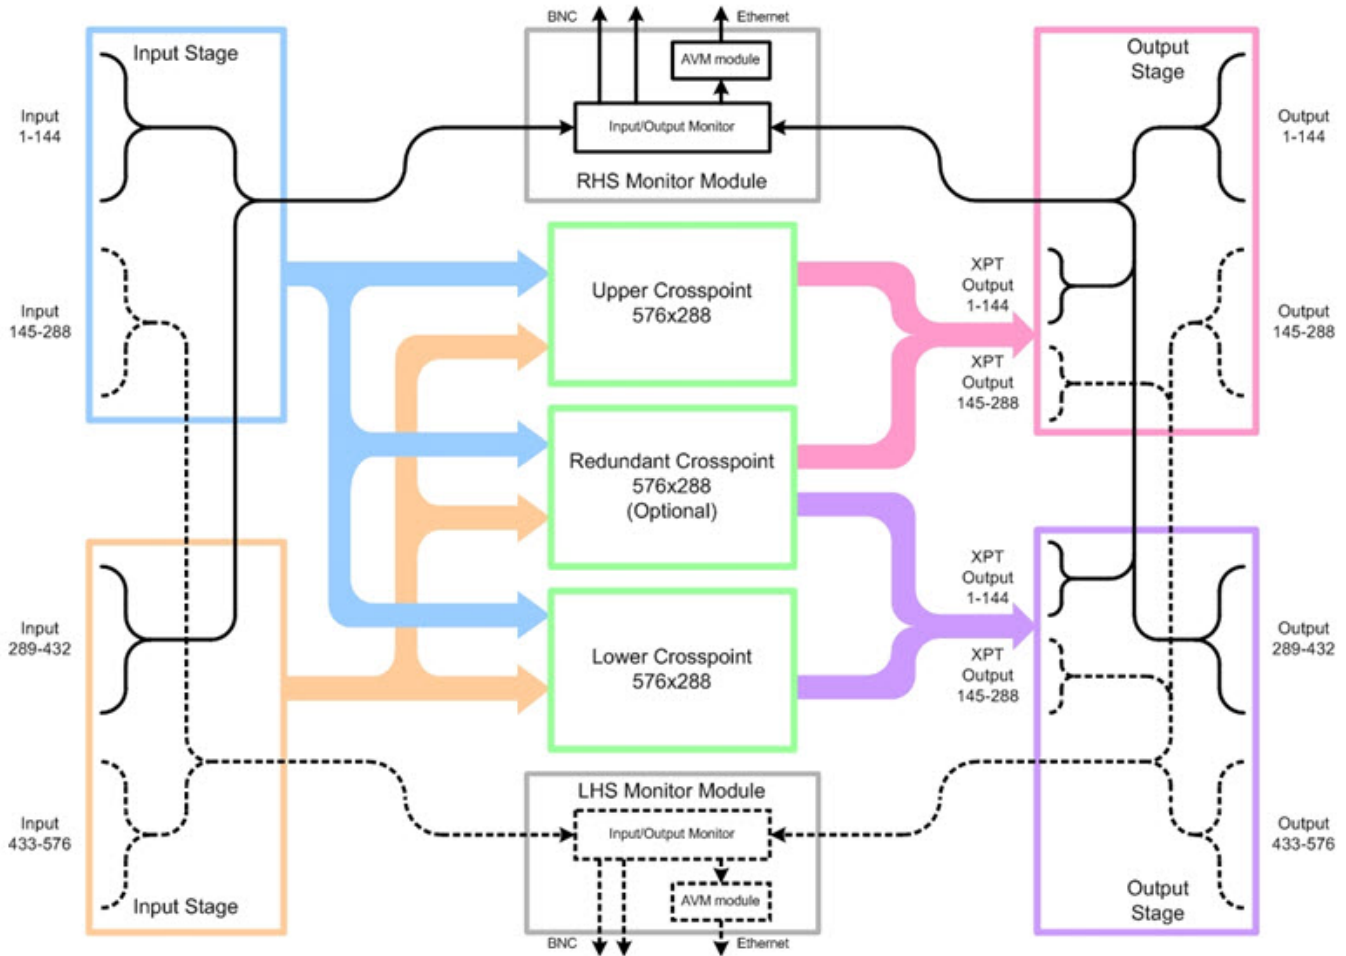 BNC
Ethernet
Input Stage
AVM module
Output
Stage
Input
1-144
Input/Output Monitor
Output
1-144
RHS Monitor Module
XPT
Output
1-144
Upper Crosspoint
576x288
Input
145-288
Output
145-288
XPT
Output
145-288
Redundant Crosspoint
576x288
(Optional)
XPT
Output
1-144
Input
289-432
Output
289-432
Lower Crosspoint
576x288
XPT
Output
145-288
LHS Monitor Module
Input
433-576
Input/Output Monitor
Output
433-576
AVM module
Input Stage
Output
Stage
BNC
Ethernet